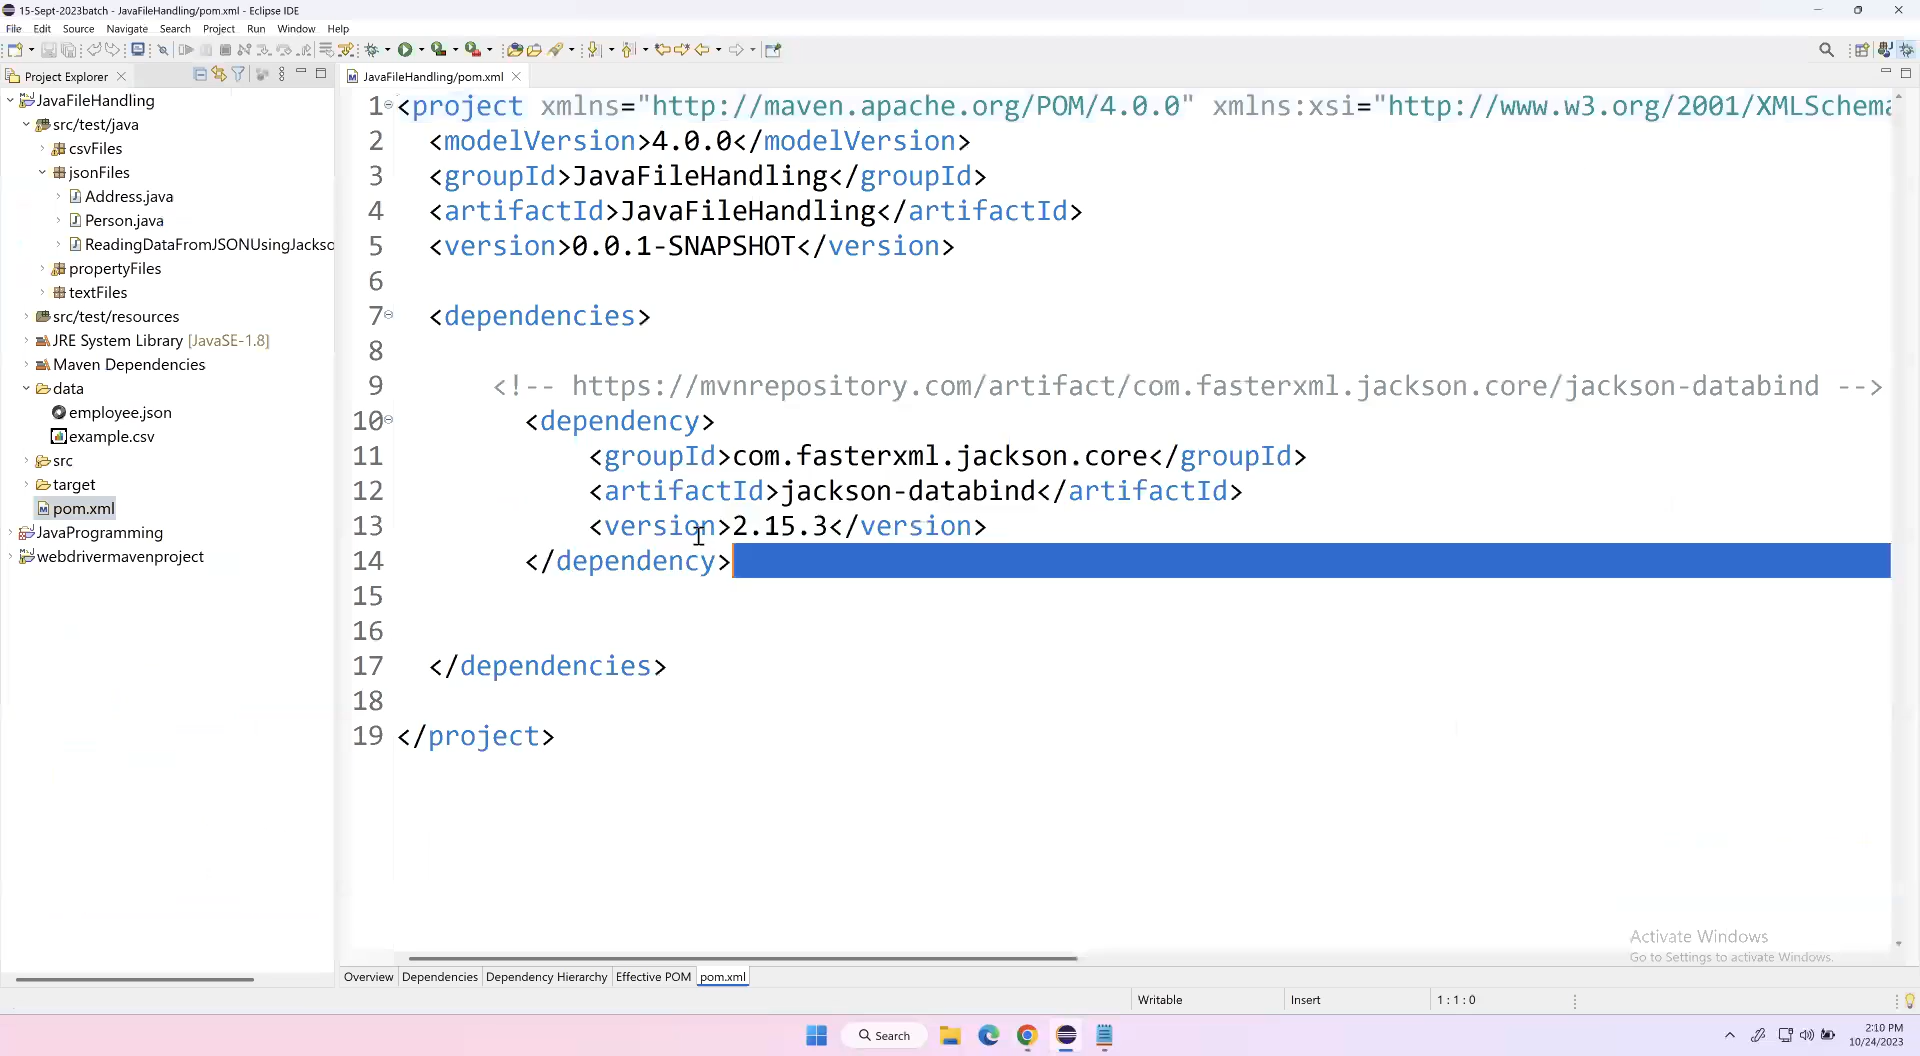 15-Sept-2023batch - JavaFileHandling/pom.xml - Eclipse IDE
File Edit Source Navigate Search Project Run Window Help
Project Explorer
JavaFileHandling/pom.xml
JavaFileHandling
src/test/java
csvFiles
jsonFiles
Address.java
Person.java
ReadingDataFromJSONUsingJackso
propertyFiles
textFiles
src/test/resources
JRE System Library [JavaSE-1.8]
Maven Dependencies
data
employee.json
example.csv
src
target
pom.xml
JavaProgramming
webdrivermavenproject
1 <project xmlns="http://maven.apache.org/POM/4.0.0" xmlns:xsi="http://www.w3.org/2001/XMLSchema
2 <modelVersion>4.0.0</modelVersion>
3 <groupId>JavaFileHandling</groupId>
4 <artifactId>JavaFileHandling</artifactId>
5 <version>0.0.1-SNAPSHOT</version>
6
7 <dependencies>
8
9 <!-- https://mvnrepository.com/artifact/com.fasterxml.jackson.core/jackson-databind -->
10 <dependency>
11 <groupId>com.fasterxml.jackson.core</groupId>
12 <artifactId>jackson-databind</artifactId>
13 <version>2.15.3</version>
14 </dependency>
15
16
17 </dependencies>
18
19 </project>
Activate Windows
Go to Settings to activate Windows.
Overview Dependencies Dependency Hierarchy Effective POM pom.xml
Writable Insert 1 : 1 : 0
Search
2:10 PM
10/24/2023